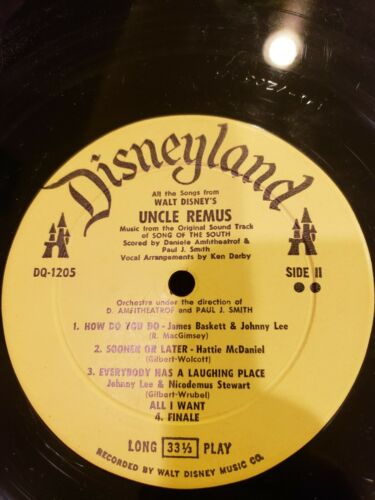 Disneyland
All the Songs from
WALT DISNEY'S
UNCLE REMUS
Music from the Original Sound Track
of SONG OF THE SOUTH
Scored by Daniele Amfitheatrof &
Paul J. Smith
Vocal Arrangements by Ken Darby
DQ-1205
SIDE II
Orchestra under the direction of
D. AMFITHEATROF and PAUL J. SMITH
1. HOW DO YOU DO - James Baskett & Johnny Lee
(R. MacGimsey)
2. SOONER OR LATER - Hattie McDaniel
(Gilbert-Wolcott)
3. EVERYBODY HAS A LAUGHING PLACE
Johnny Lee & Nicodemus Stewart
(Gilbert-Wrubel)
ALL I WANT
4. FINALE
LONG 33⅓ PLAY
RECORDED BY WALT DISNEY MUSIC CO.